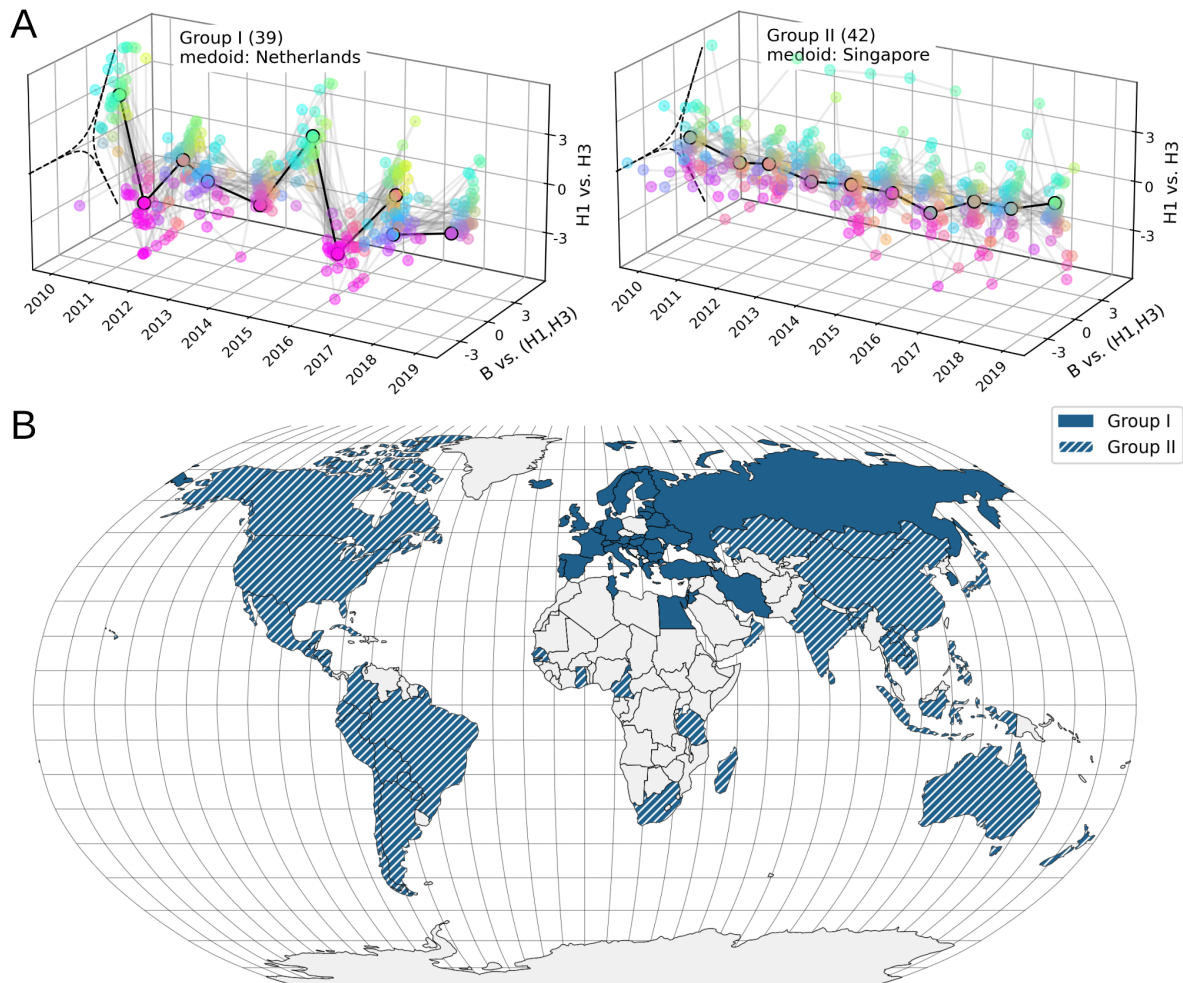 A
Group I (39)
medoid: Netherlands
3
0
-3
H1 vs. H3
2010
2011
2012
2013
2014
2015
2016
2017
2018
2019
-3
0
3
B vs. (H1,H3)
Group II (42)
medoid: Singapore
3
0
-3
H1 vs. H3
2010
2011
2012
2013
2014
2015
2016
2017
2018
2019
-3
0
3
B vs. (H1,H3)
B
Group I
Group II